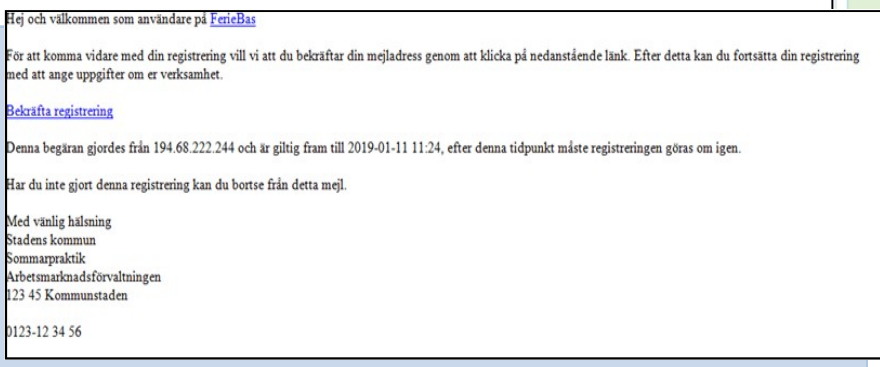 Hej och välkommen som användare på FerieBas
För att komma vidare med din registrering vill vi att du bekräftar din mejladress genom att klicka på nedanstående länk. Efter detta kan du fortsätta din registrering
med att ange uppgifter om er verksamhet.
Bekräfta registrering
Denna begäran gjordes från 194.68.222.244 och är giltig fram till 2019-01-11 11:24, efter denna tidpunkt måste registreringen göras om igen.
Har du inte gjort denna registrering kan du bortse från detta mejl.
Med vänlig hälsning
Stadens kommun
Sommarpraktik
Arbetsmarknadsförvaltningen
123 45 Kommunstaden
0123-12 34 56